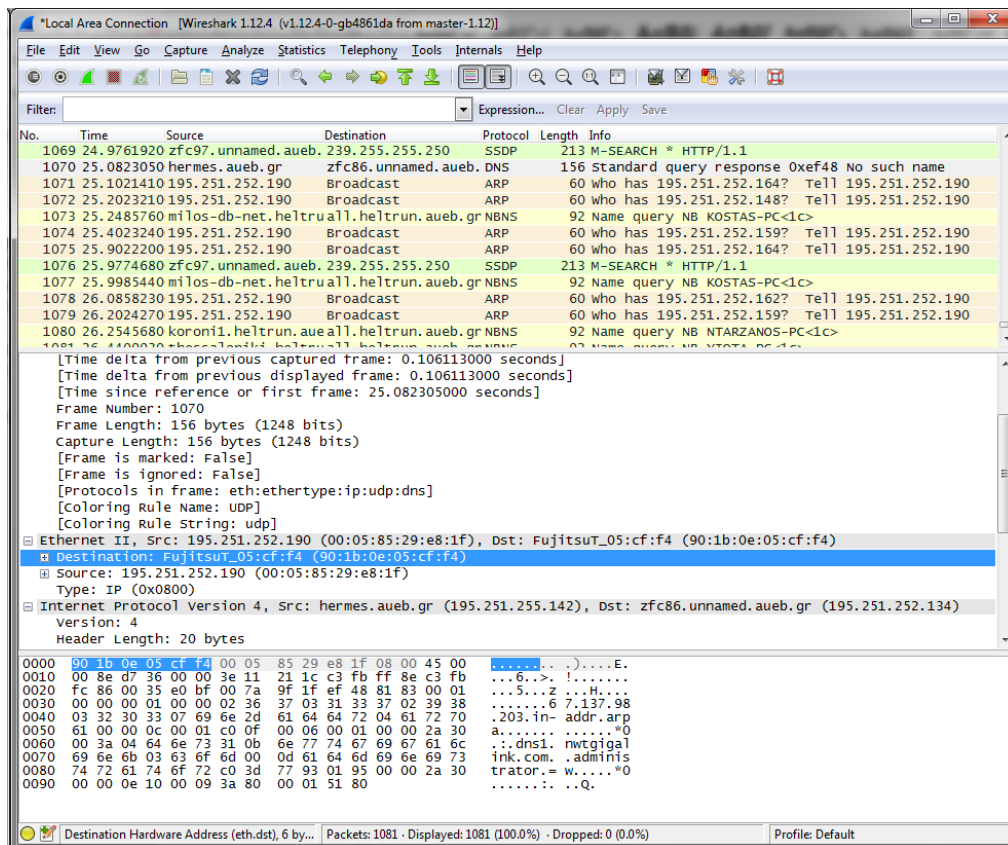 *Local Area Connection [Wireshark 1.12.4 (v1.12.4-0-gb4861da from master-1.12)]
File Edit View Go Capture Analyze Statistics Telephony Tools Internals Help
Filter: Expression... Clear Apply Save
No. Time Source Destination Protocol Length Info
1069 24.9761920 zfc97.unnamed.aueb. 239.255.255.250 SSDP 213 M-SEARCH * HTTP/1.1
1070 25.0823050 hermes.aueb.gr zfc86.unnamed.aueb. DNS 156 Standard query response 0xef48 No such name
1071 25.1021410 195.251.252.190 Broadcast ARP 60 Who has 195.251.252.164? Tell 195.251.252.190
1072 25.2023210 195.251.252.190 Broadcast ARP 60 Who has 195.251.252.148? Tell 195.251.252.190
1073 25.2485760 milos-db-net.heltru all.heltrun.aueb.gr NBNS 92 Name query NB KOSTAS-PC<1c>
1074 25.4023240 195.251.252.190 Broadcast ARP 60 Who has 195.251.252.159? Tell 195.251.252.190
1075 25.9022200 195.251.252.190 Broadcast ARP 60 Who has 195.251.252.164? Tell 195.251.252.190
1076 25.9774680 zfc97.unnamed.aueb. 239.255.255.250 SSDP 213 M-SEARCH * HTTP/1.1
1077 25.9985440 milos-db-net.heltru all.heltrun.aueb.gr NBNS 92 Name query NB KOSTAS-PC<1c>
1078 26.0858230 195.251.252.190 Broadcast ARP 60 Who has 195.251.252.162? Tell 195.251.252.190
1079 26.2024270 195.251.252.190 Broadcast ARP 60 Who has 195.251.252.159? Tell 195.251.252.190
1080 26.2545680 koroni1.heltrun.aue all.heltrun.aueb.gr NBNS 92 Name query NB NTARZANOS-PC<1c>
[Time delta from previous captured frame: 0.106113000 seconds]
[Time delta from previous displayed frame: 0.106113000 seconds]
[Time since reference or first frame: 25.082305000 seconds]
Frame Number: 1070
Frame Length: 156 bytes (1248 bits)
Capture Length: 156 bytes (1248 bits)
[Frame is marked: False]
[Frame is ignored: False]
[Protocols in frame: eth:ethertype:ip:udp:dns]
[Coloring Rule Name: UDP]
[Coloring Rule String: udp]
Ethernet II, Src: 195.251.252.190 (00:05:85:29:e8:1f), Dst: FujitsuT_05:cf:f4 (90:1b:0e:05:cf:f4)
Destination: FujitsuT_05:cf:f4 (90:1b:0e:05:cf:f4)
Source: 195.251.252.190 (00:05:85:29:e8:1f)
Type: IP (0x0800)
Internet Protocol Version 4, Src: hermes.aueb.gr (195.251.255.142), Dst: zfc86.unnamed.aueb.gr (195.251.252.134)
Version: 4
Header Length: 20 bytes
0000 90 1b 0e 05 cf f4 00 05 85 29 e8 1f 08 00 45 00 ........ .)....E.
0010 00 8e d7 36 00 00 3e 11 21 1c c3 fb ff 8e c3 fb ...6..>. !.......
0020 fc 86 00 35 e0 bf 00 7a 9f 1f ef 48 81 83 00 01 ...5...z ...H....
0030 00 00 00 01 00 00 02 36 37 03 31 33 37 02 39 38 .......6 7.137.98
0040 03 32 30 33 07 69 6e 2d 61 64 64 72 04 61 72 70 .203.in- addr.arp
0050 61 00 00 0c 00 01 c0 0f 00 06 00 01 00 00 2a 30 a....... ......*0
0060 00 3a 04 64 6e 73 31 0b 6e 77 74 67 69 67 61 6c .:.dns1. nwtgigal
0070 69 6e 6b 03 63 6f 6d 00 0d 61 64 6d 69 6e 69 73 ink.com. .adminis
0080 74 72 61 74 6f 72 c0 3d 77 93 01 95 00 00 2a 30 trator.= w.....*0
0090 00 00 0e 10 00 09 3a 80 00 01 51 80 ......:. ..Q.
Destination Hardware Address (eth.dst), 6 by... Packets: 1081 · Displayed: 1081 (100.0%) · Dropped: 0 (0.0%) Profile: Default